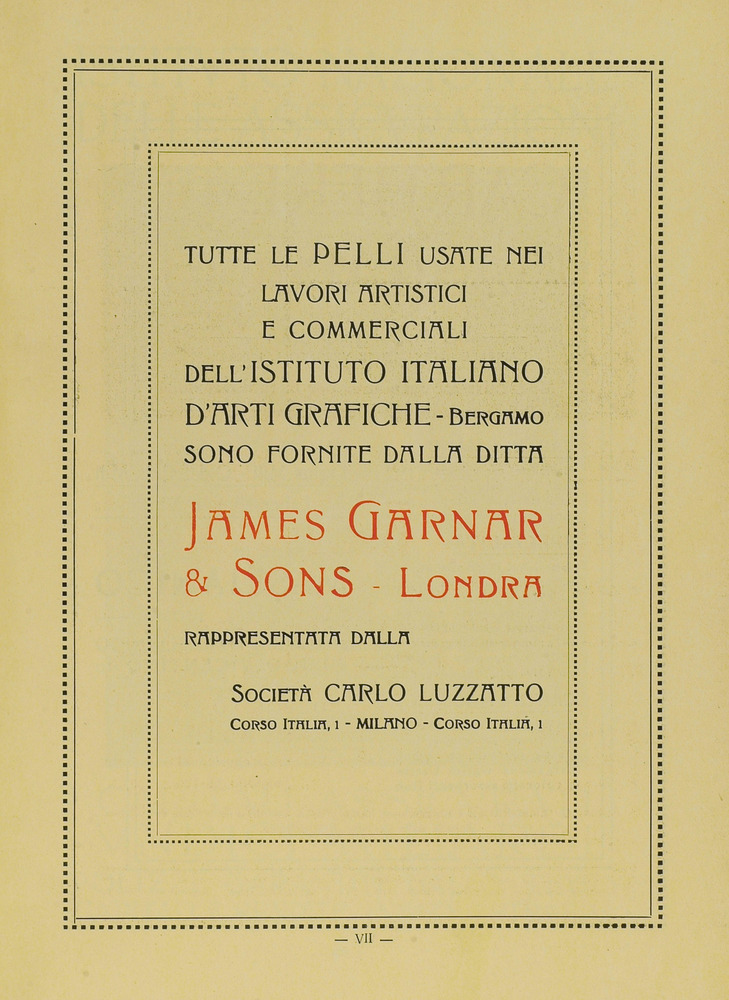 TUTTE LE PELLI USATE NEI
LAVORI ARTISTICI
E COMMERCIALI
DELL'ISTITUTO ITALIANO
D'ARTI GRAFICHE - BERGAMO
SONO FORNITE DALLA DITTA
JAMES GARNAR
& SONS - LONDRA
RAPPRESENTATA DALLA
SOCIETÀ CARLO LUZZATTO
CORSO ITALIA, 1 - MILANO - CORSO ITALIA, 1
— VII —